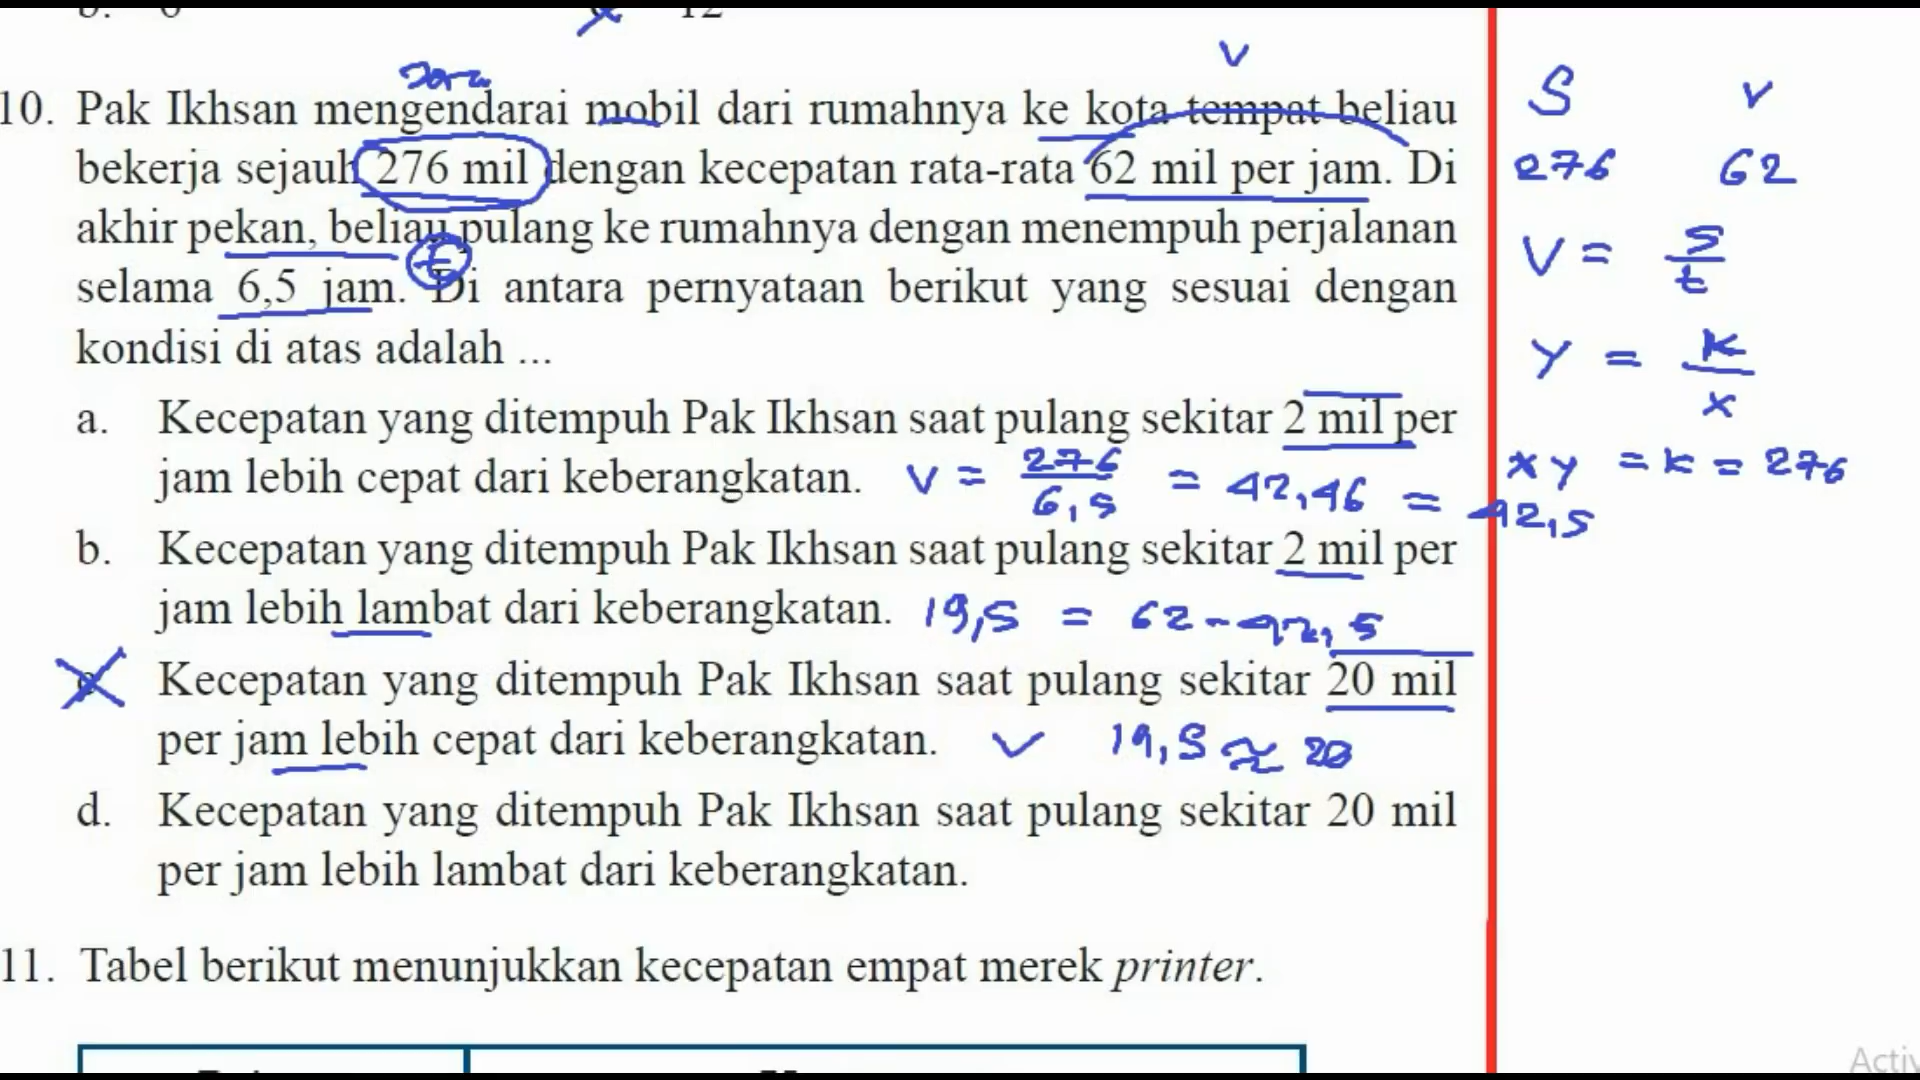 10. Pak Ikhsan mengendarai mobil dari rumahnya ke kota tempat beliau
bekerja sejauh 276 mil dengan kecepatan rata-rata 62 mil per jam. Di
akhir pekan, beliau pulang ke rumahnya dengan menempuh perjalanan
selama 6,5 jam. Di antara pernyataan berikut yang sesuai dengan
kondisi di atas adalah ...
a. Kecepatan yang ditempuh Pak Ikhsan saat pulang sekitar 2 mil per
jam lebih cepat dari keberangkatan. V = 276/6,5 = 42,46 = 42,5
b. Kecepatan yang ditempuh Pak Ikhsan saat pulang sekitar 2 mil per
jam lebih lambat dari keberangkatan. 19,5 = 62 - 42,5
Kecepatan yang ditempuh Pak Ikhsan saat pulang sekitar 20 mil
per jam lebih cepat dari keberangkatan. 19,5 ≈ 20
d. Kecepatan yang ditempuh Pak Ikhsan saat pulang sekitar 20 mil
per jam lebih lambat dari keberangkatan.
11. Tabel berikut menunjukkan kecepatan empat merek printer.
V
t
S V
276 62
V = S/t
Y = K/X
XY = K = 276
Activ